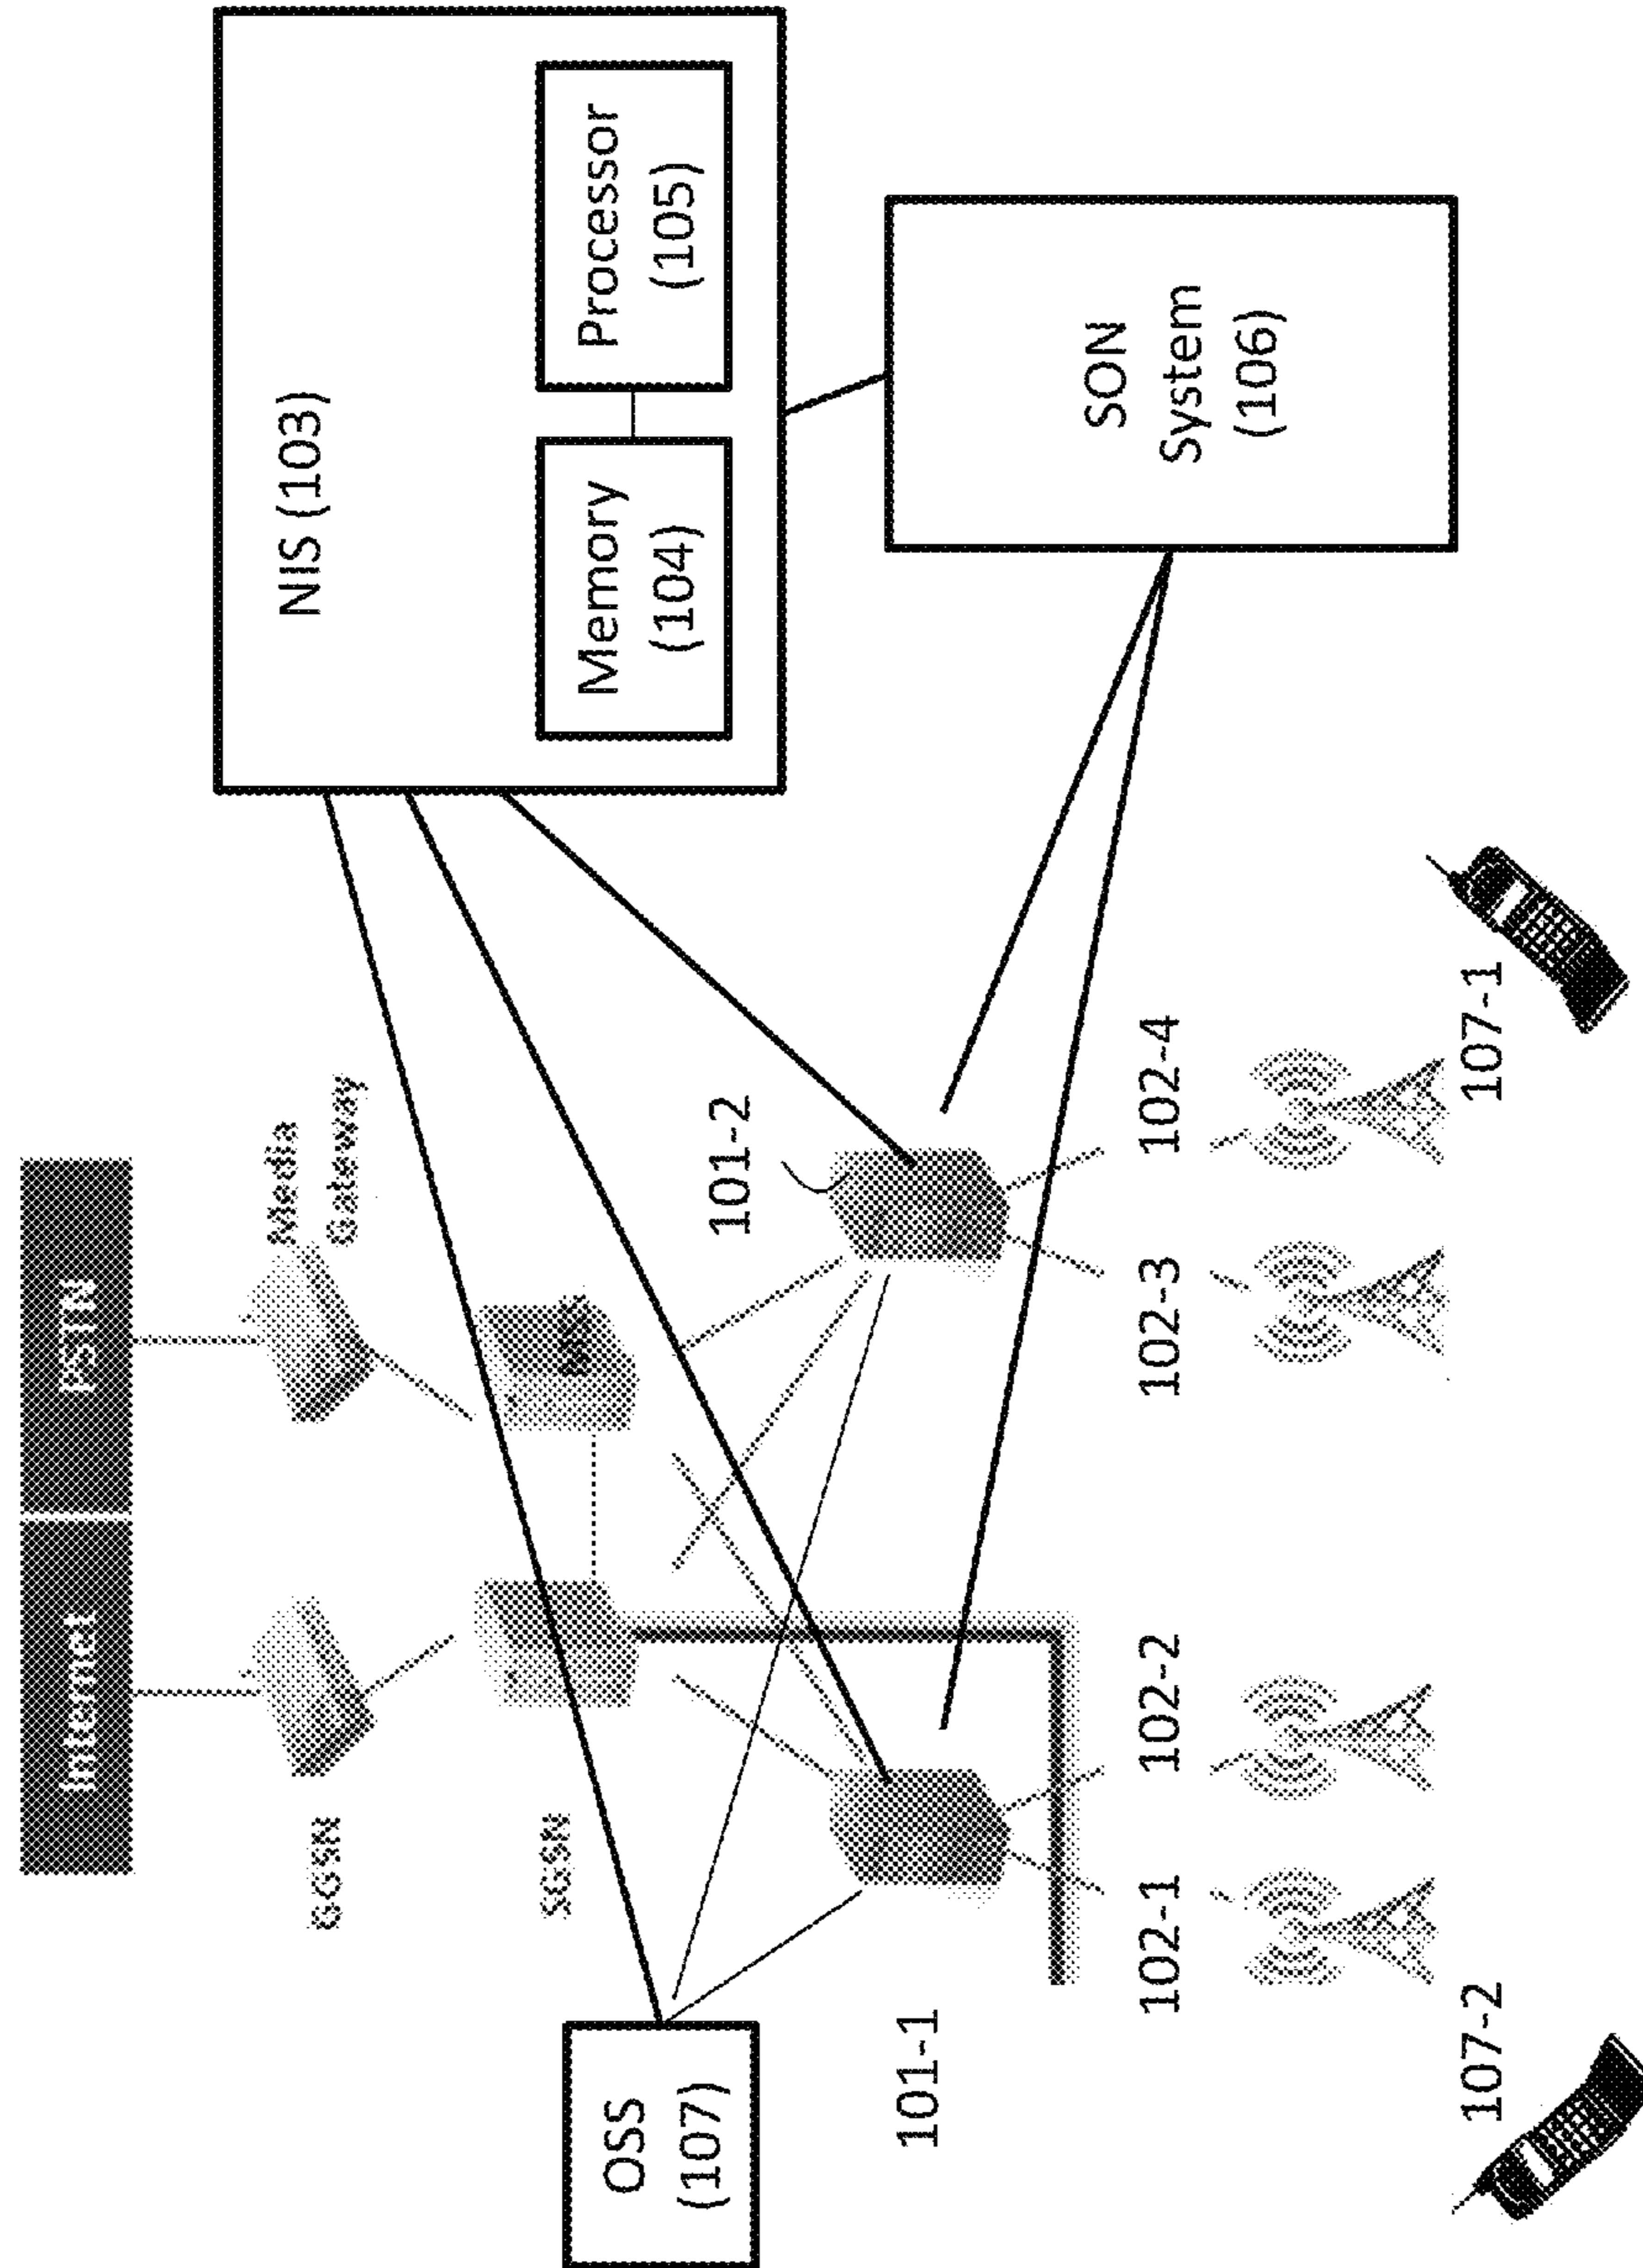 Internet
PSTN
GGSN
Media
Gateway
SGSN
OSS
(107)
NIS (103)
Memory
(104)
Processor
(105)
SON
System
(106)
101-1
101-2
102-1
102-2
102-3
102-4
107-2
107-1